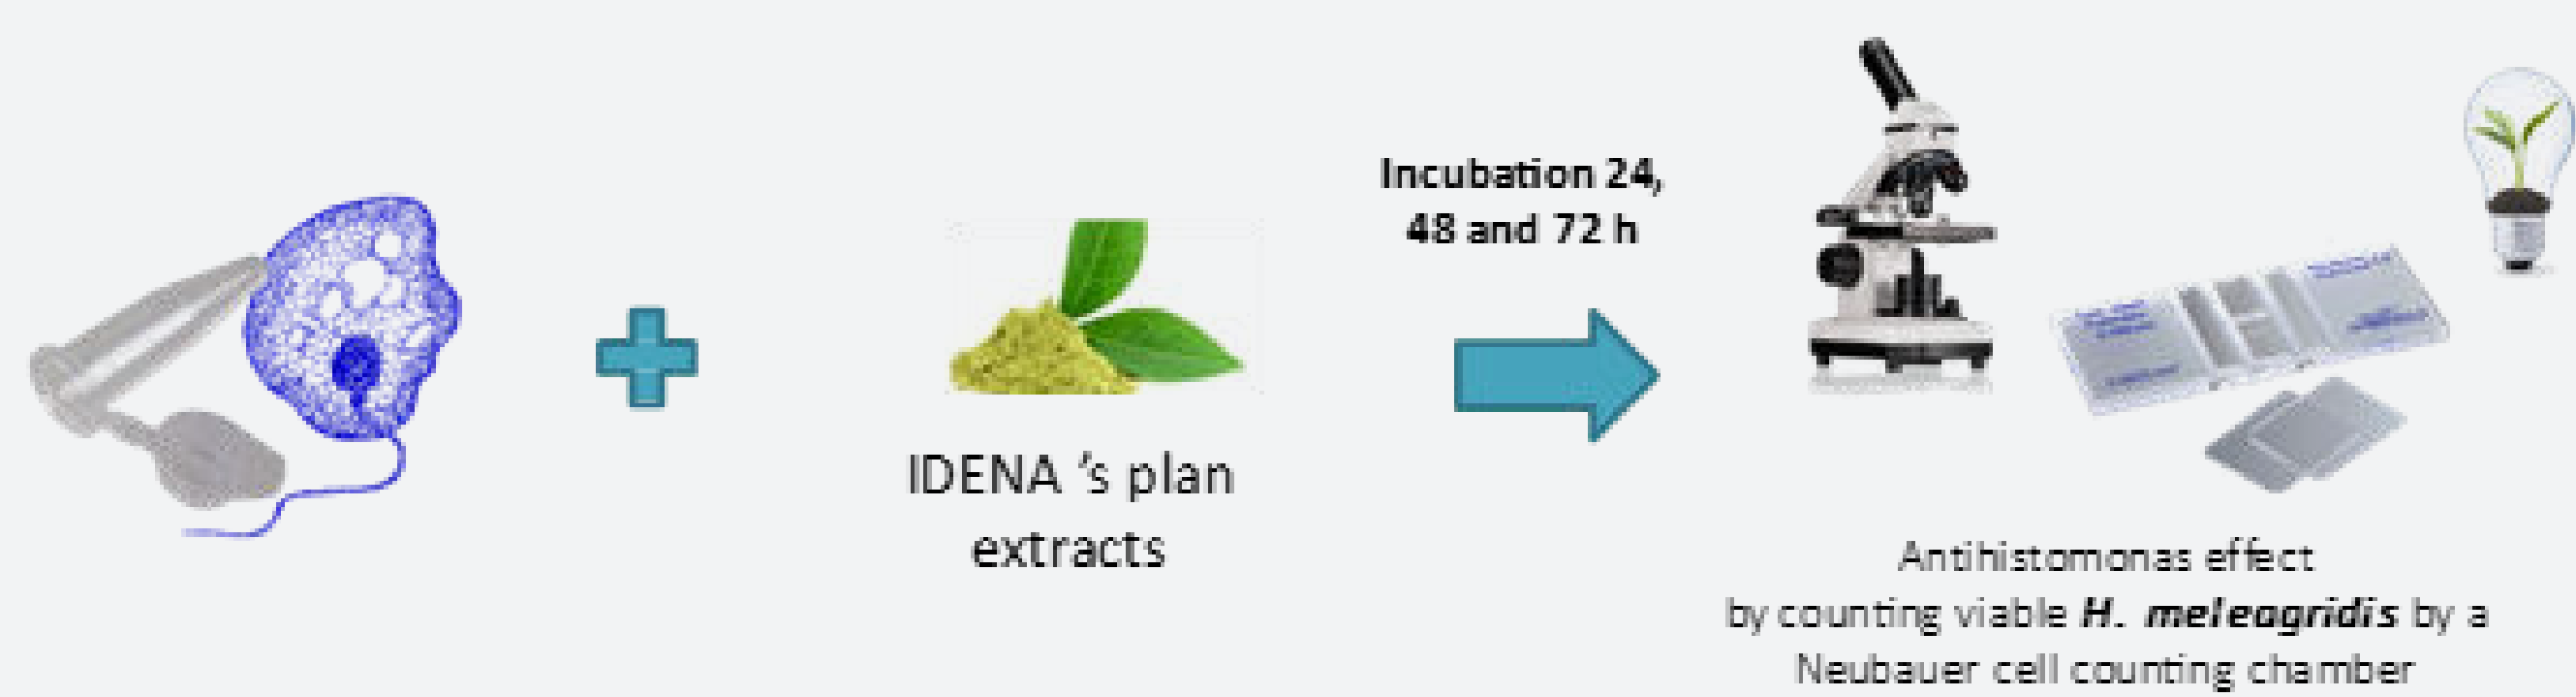 Incubation 24,
48 and 72 h
IDENA 's plan
extracts
Antihistomonas effect
by counting viable H. meleagridis by a
Neubauer cell counting chamber